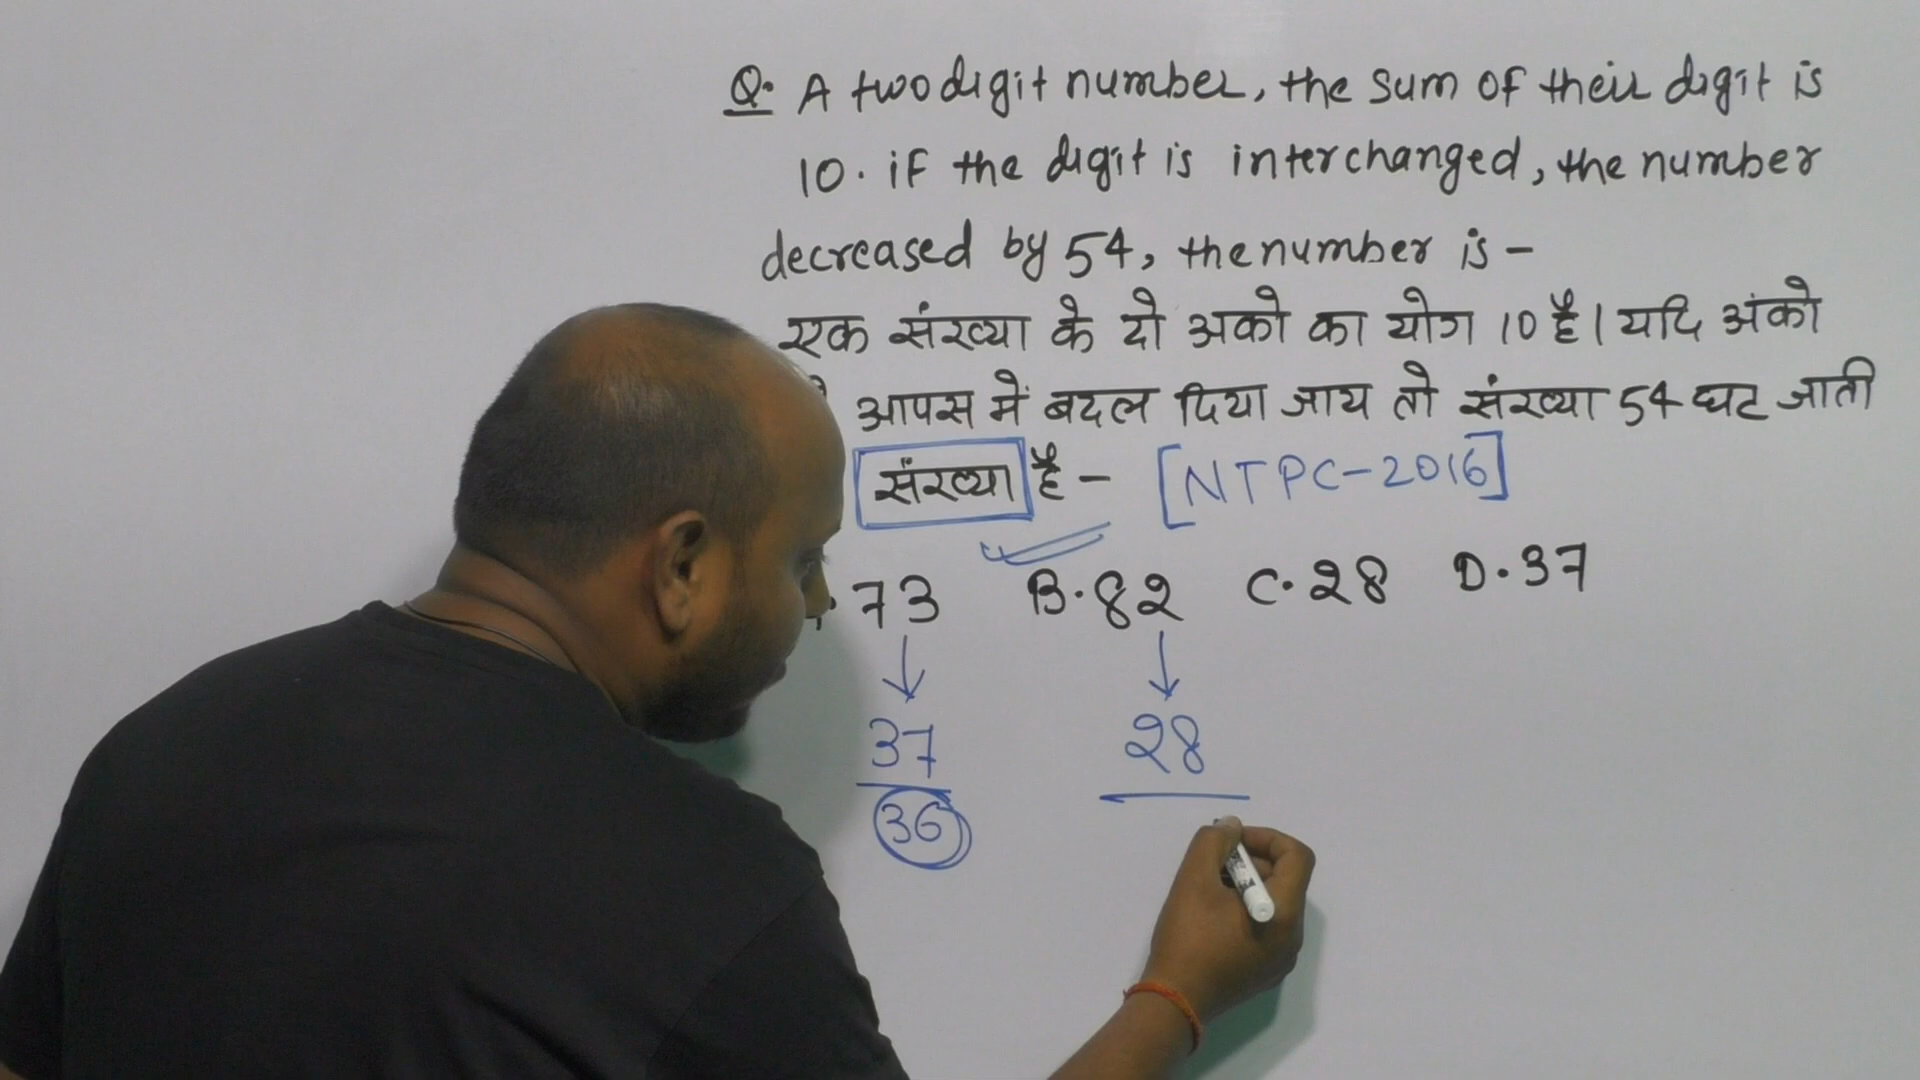 Q. A two digit number, the sum of their digit is
10. if the digit is interchanged, the number
decreased by 54, the number is -
एक संख्या के दो अको का योग 10 है। यदि अंको
आपस में बदल दिया जाय तो संख्या 54 घट जाती
संख्या है - [NTPC-2016]
73 B. 82 C. 28 D. 37
37 28
36